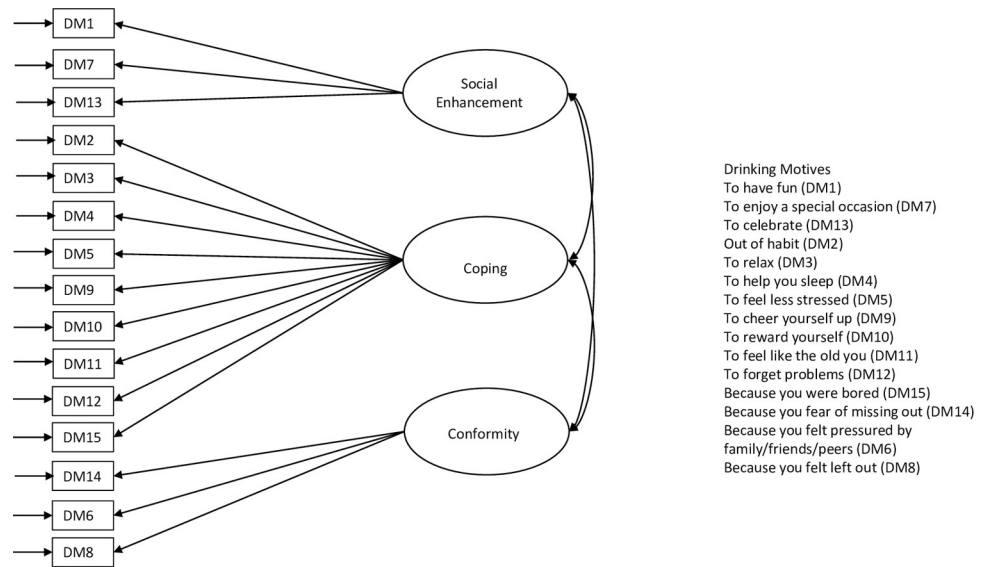 DM1
DM7
DM13
DM2
DM3
DM4
DM5
DM9
DM10
DM11
DM12
DM15
DM14
DM6
DM8
Social
Enhancement
Coping
Conformity
Drinking Motives
To have fun (DM1)
To enjoy a special occasion (DM7)
To celebrate (DM13)
Out of habit (DM2)
To relax (DM3)
To help you sleep (DM4)
To feel less stressed (DM5)
To cheer yourself up (DM9)
To reward yourself (DM10)
To feel like the old you (DM11)
To forget problems (DM12)
Because you were bored (DM15)
Because you fear of missing out (DM14)
Because you felt pressured by
family/friends/peers (DM6)
Because you felt left out (DM8)